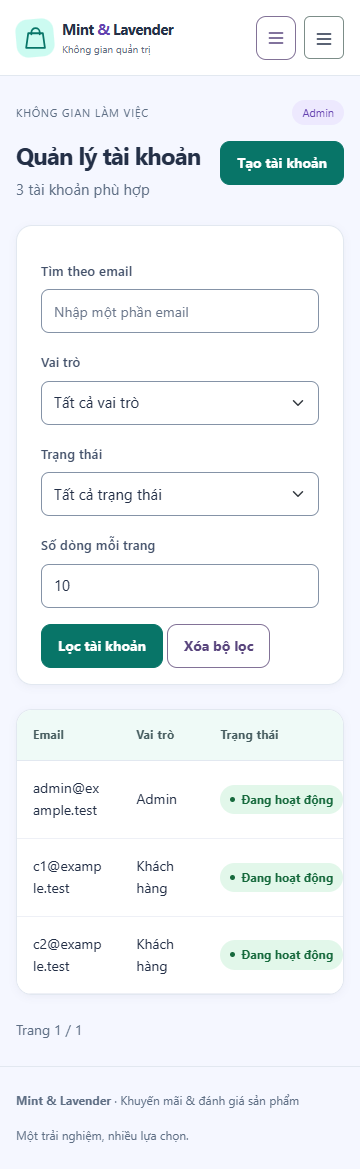 Mint & Lavender
Không gian quản trị
KHÔNG GIAN LÀM VIỆC
Admin
Quản lý tài khoản
Tạo tài khoản
3 tài khoản phù hợp
Tìm theo email
Nhập một phần email
Vai trò
Tất cả vai trò
Trạng thái
Tất cả trạng thái
Số dòng mỗi trang
10
Lọc tài khoản
Xóa bộ lọc
Email Vai trò Trạng thái
admin@ex
ample.test
Admin
Đang hoạt động
c1@examp
le.test
Khách
hàng
Đang hoạt động
c2@examp
le.test
Khách
hàng
Đang hoạt động
Trang 1 / 1
Mint & Lavender · Khuyến mãi & đánh giá sản phẩm
Một trải nghiệm, nhiều lựa chọn.